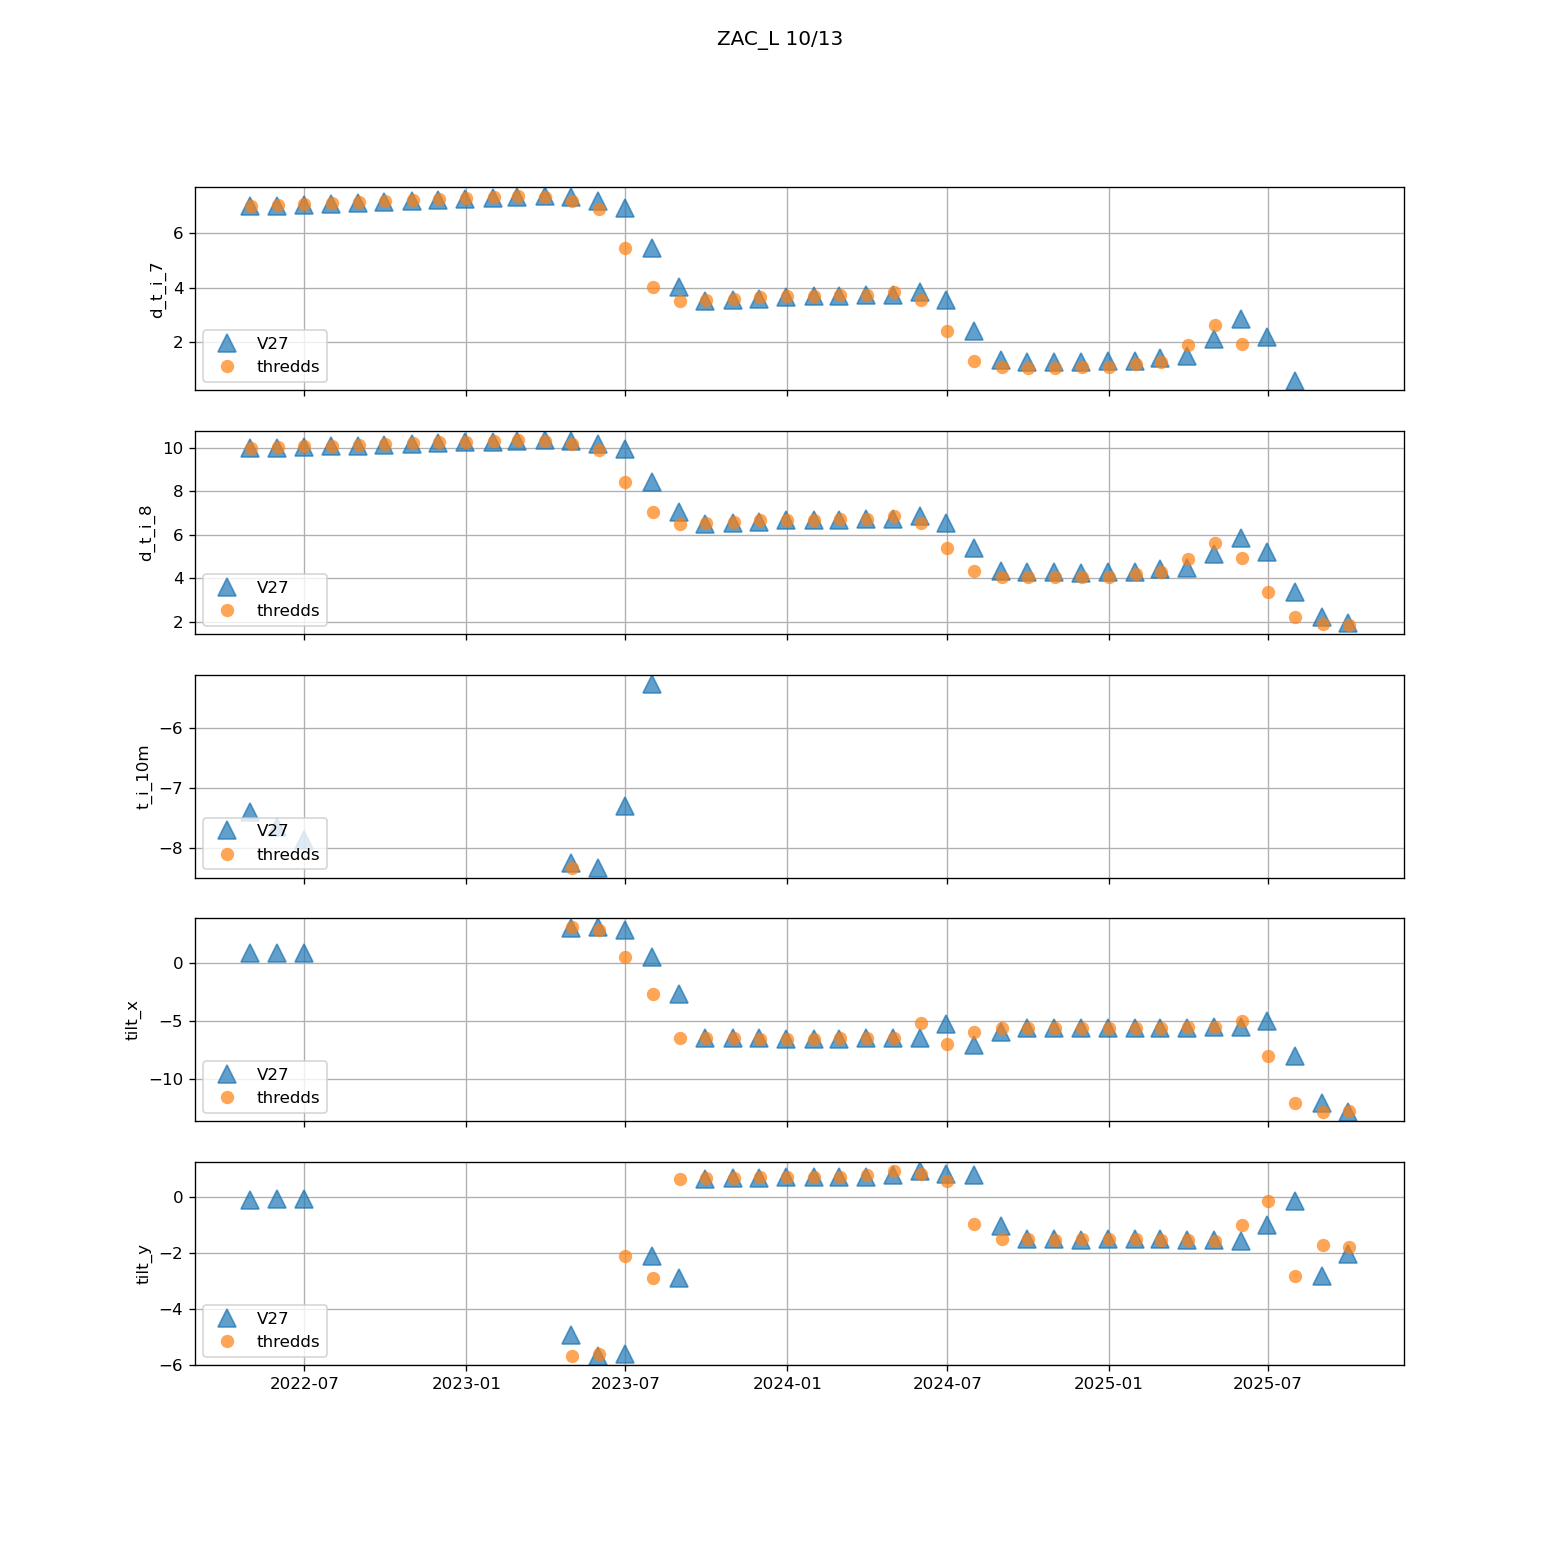 ZAC_L 10/13
d_t_i_7
6
4
2
V27
thredds
d_t_i_8
10
8
6
4
2
V27
thredds
t_i_10m
−6
−7
−8
V27
thredds
tilt_x
0
−5
−10
V27
thredds
tilt_y
0
−2
−4
−6
V27
thredds
2022-07 2023-01 2023-07 2024-01 2024-07 2025-01 2025-07